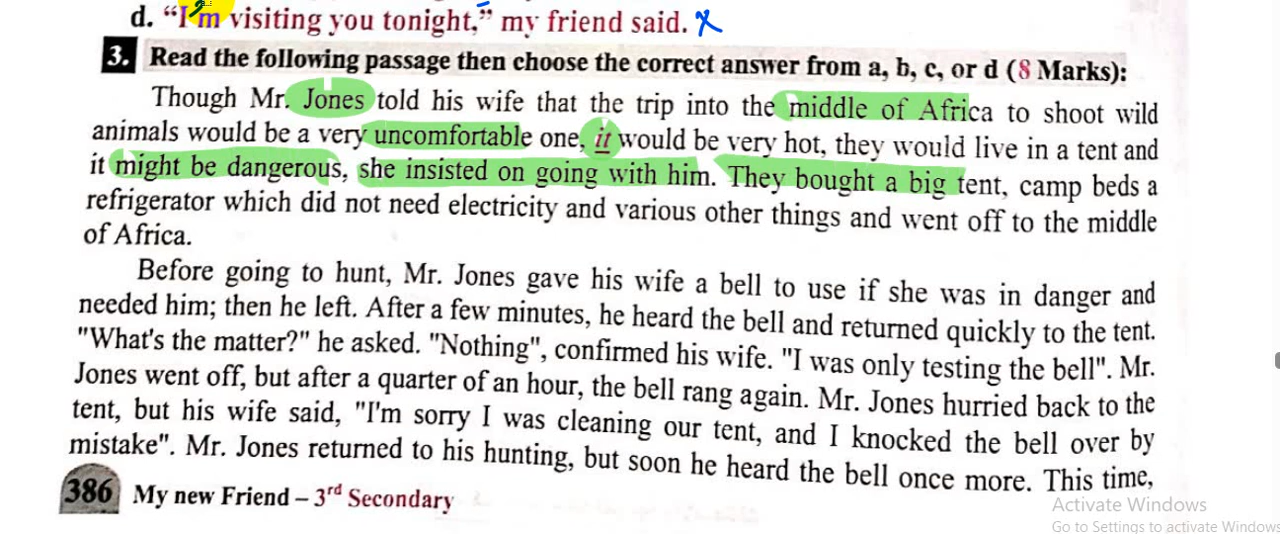 d. “I'm visiting you tonight,” my friend said. X
3. Read the following passage then choose the correct answer from a, b, c, or d (8 Marks):
Though Mr. Jones told his wife that the trip into the middle of Africa to shoot wild
animals would be a very uncomfortable one, it would be very hot, they would live in a tent and
it might be dangerous, she insisted on going with him. They bought a big tent, camp beds a
refrigerator which did not need electricity and various other things and went off to the middle
of Africa.
Before going to hunt, Mr. Jones gave his wife a bell to use if she was in danger and
needed him; then he left. After a few minutes, he heard the bell and returned quickly to the tent.
"What's the matter?" he asked. "Nothing", confirmed his wife. "I was only testing the bell". Mr.
Jones went off, but after a quarter of an hour, the bell rang again. Mr. Jones hurried back to the
tent, but his wife said, "I'm sorry I was cleaning our tent, and I knocked the bell over by
mistake". Mr. Jones returned to his hunting, but soon he heard the bell once more. This time,
386 My new Friend – 3rd Secondary
Activate Windows
Go to Settings to activate Windows